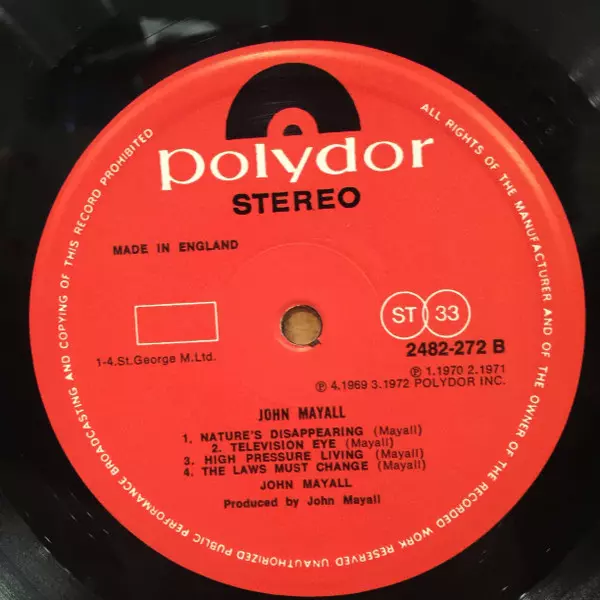 polydor
STEREO
MADE IN ENGLAND
ST 33
1-4.St.George M.Ltd.
2482-272 B
Ⓟ 1.1970 2.1971
Ⓟ 4.1969 3.1972 POLYDOR INC.
JOHN MAYALL
1. NATURE'S DISAPPEARING (Mayall)
2. TELEVISION EYE (Mayall)
3. HIGH PRESSURE LIVING (Mayall)
4. THE LAWS MUST CHANGE (Mayall)
JOHN MAYALL
Produced by John Mayall
ALL RIGHTS OF THE MANUFACTURER AND OF THE OWNER OF THE RECORDED WORK RESERVED UNAUTHORIZED PUBLIC PERFORMANCE BROADCASTING AND COPYING OF THIS RECORD PROHIBITED